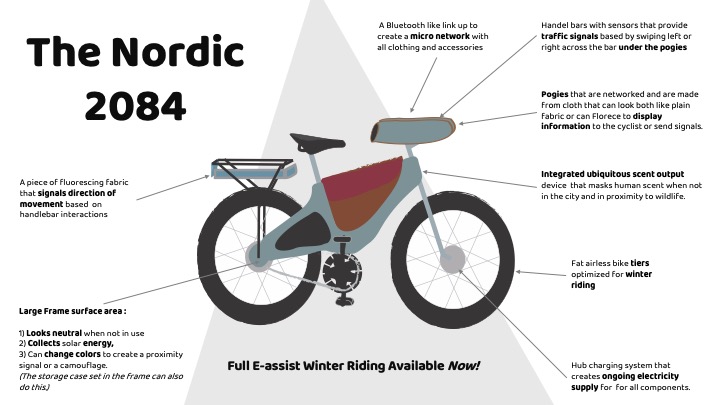 The Nordic
2084
A Bluetooth like link up to
create a micro network with
all clothing and accessories
Handel bars with sensors that provide
traffic signals based by swiping left or
right across the bar under the pogies
Pogies that are networked and are made
from cloth that can look both like plain
fabric or can Florece to display
information to the cyclist or send signals.
Integrated ubiquitous scent output
device that masks human scent when not
in the city and in proximity to wildlife.
A piece of fluorescing fabric
that signals direction of
movement based on
handlebar interactions
Fat airless bike tiers
optimized for winter
riding
Large Frame surface area :
1) Looks neutral when not in use
2) Collects solar energy,
3) Can change colors to create a proximity
signal or a camouflage.
(The storage case set in the frame can also
do this.)
Full E-assist Winter Riding Available Now!
Hub charging system that
creates ongoing electricity
supply for for all components.